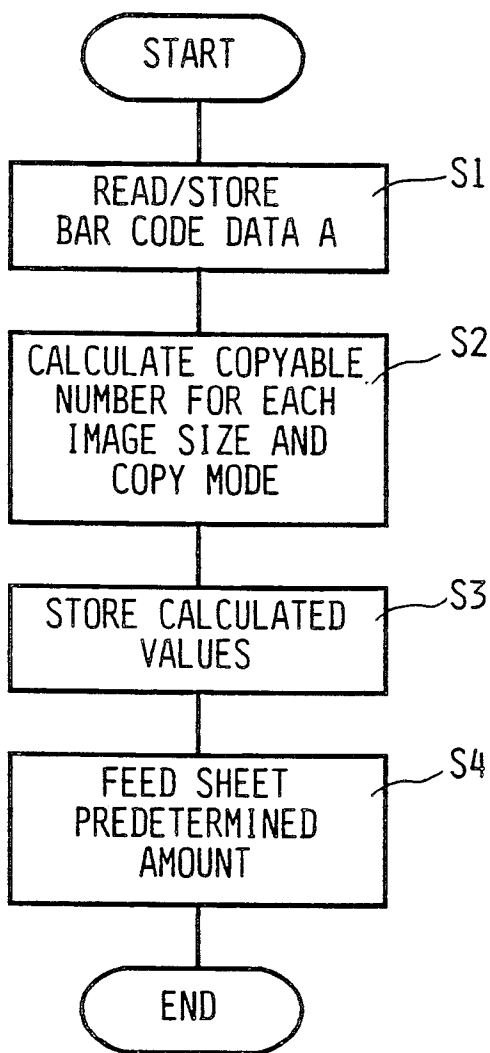 START
S1
READ/STORE
BAR CODE DATA A
S2
CALCULATE COPYABLE
NUMBER FOR EACH
IMAGE SIZE AND
COPY MODE
S3
STORE CALCULATED
VALUES
S4
FEED SHEET
PREDETERMINED
AMOUNT
END